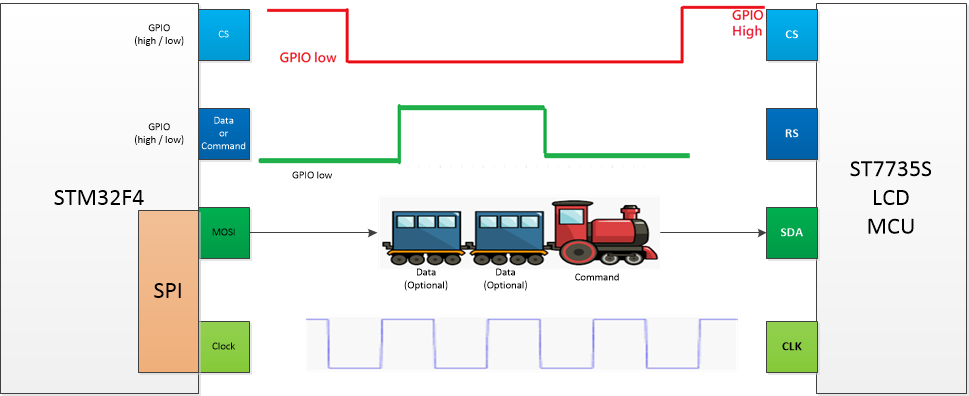 GPIO
(high / low)
CS
GPIO low
GPIO
High
CS
GPIO
(high / low)
Data
or
Command
GPIO low
RS
STM32F4
ST7735S
LCD
MCU
MOSI
Data
(Optional)
Data
(Optional)
Command
SDA
SPI
Clock
CLK